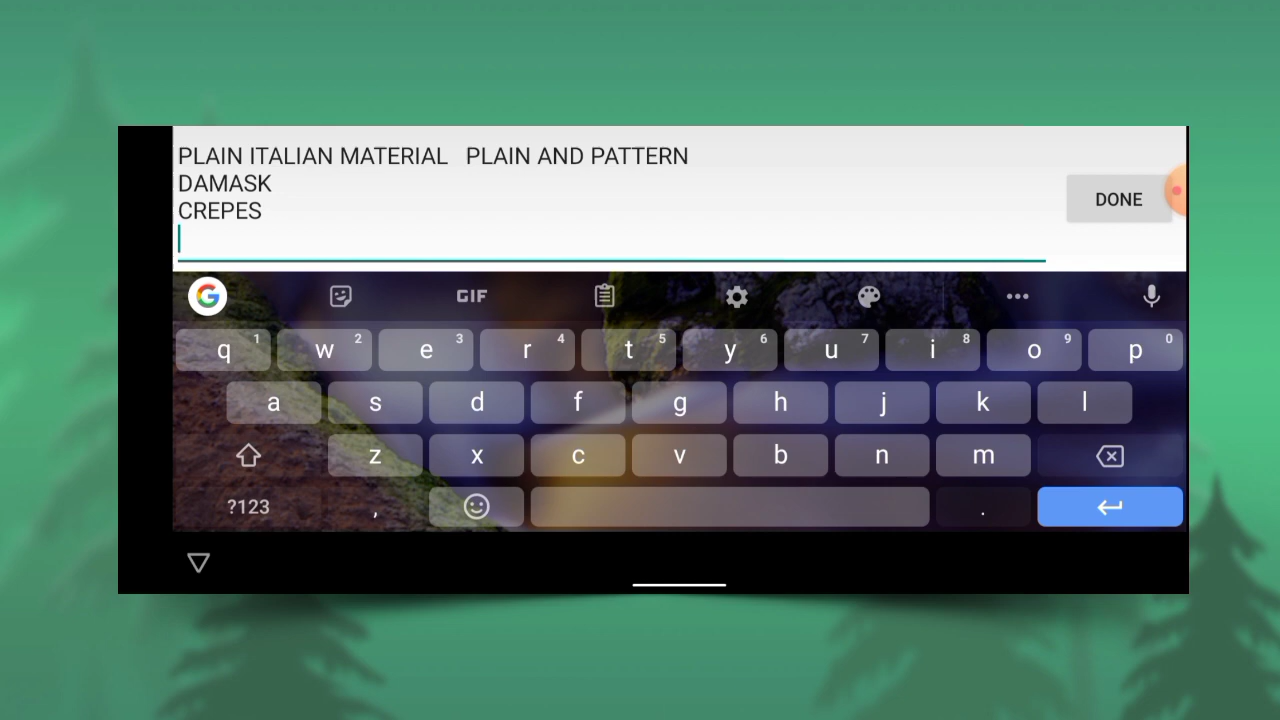 PLAIN ITALIAN MATERIAL   PLAIN AND PATTERN
DAMASK
CREPES
DONE
G GIF
q 1 w 2 e 3 r 4 t 5 y 6 u 7 i 8 o 9 p 0
a s d f g h j k l
z x c v b n m
?123 , .